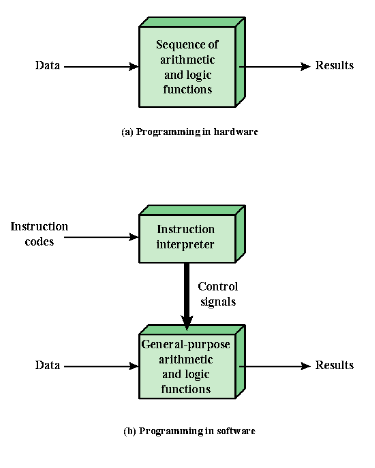 Sequence of
arithmetic
and logic
functions
Data
Results
(a) Programming in hardware
Instruction
codes
Instruction
interpreter
Control
signals
General-purpose
arithmetic
and logic
functions
Data
Results
(b) Programming in software